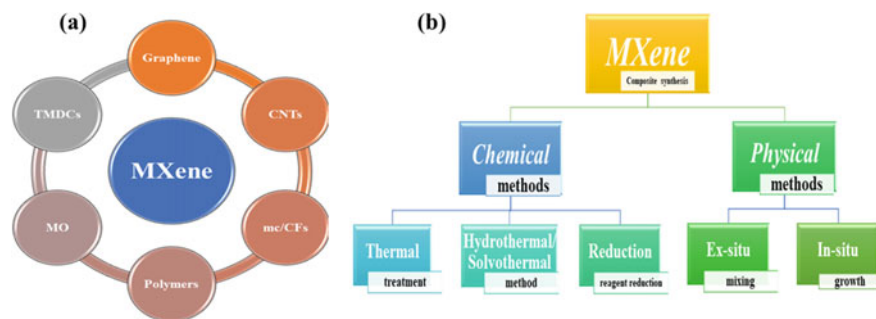 (a)
Graphene
TMDCs
CNTs
MXene
MO
mc/CFs
Polymers
(b)
MXene
Composite synthesis
Chemical
methods
Physical
methods
Thermal
treatment
Hydrothermal/
Solvothermal
method
Reduction
reagent reduction
Ex-situ
mixing
In-situ
growth